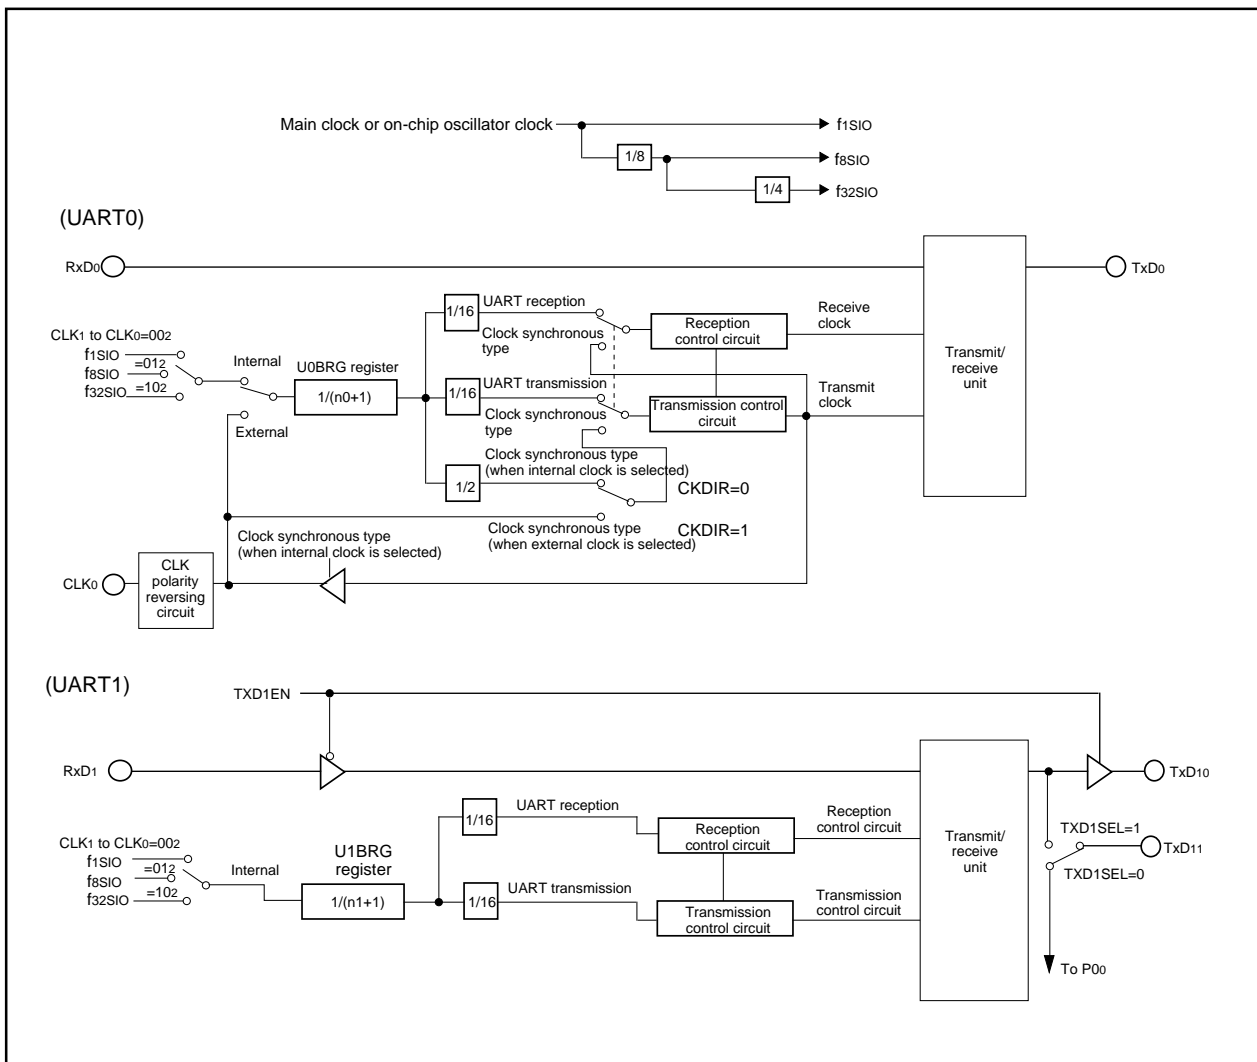 Main clock or on-chip oscillator clock
f1SIO
1/8
f8SIO
1/4
f32SIO
(UART0)
RxD0
TxD0
CLK1 to CLK0=002
f1SIO
=012
f8SIO
=102
f32SIO
Internal
External
U0BRG register
1/(n0+1)
1/16
UART reception
Clock synchronous
type
Reception
control circuit
Receive
clock
1/16
UART transmission
Clock synchronous
type
Transmission control
circuit
Transmit
clock
Transmit/
receive
unit
1/2
Clock synchronous type
(when internal clock is selected)
CKDIR=0
Clock synchronous type
(when external clock is selected)
CKDIR=1
Clock synchronous type
(when internal clock is selected)
CLK0
CLK
polarity
reversing
circuit
(UART1)
TXD1EN
RxD1
TxD10
CLK1 to CLK0=002
f1SIO
=012
f8SIO
=102
f32SIO
Internal
U1BRG
register
1/(n1+1)
1/16
UART reception
Reception
control circuit
Reception
control circuit
1/16
UART transmission
Transmission
control circuit
Transmission
control circuit
Transmit/
receive
unit
TXD1SEL=1
TxD11
TXD1SEL=0
To P00